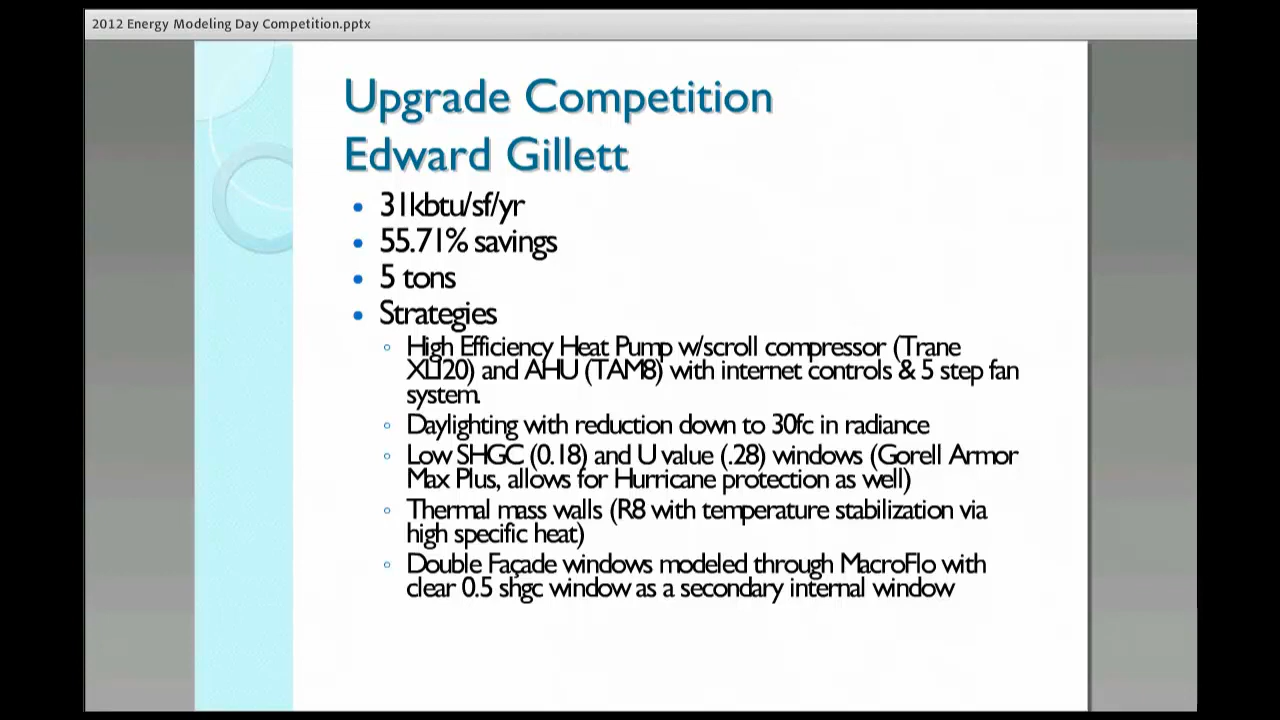 2012 Energy Modeling Day Competition.pptx
Upgrade Competition
Edward Gillett
31kbtu/sf/yr
55.71% savings
5 tons
Strategies
High Efficiency Heat Pump w/scroll compressor (Trane
XLI20) and AHU (TAM8) with internet controls & 5 step fan
system.
Daylighting with reduction down to 30fc in radiance
Low SHGC (0.18) and U value (.28) windows (Gorell Armor
Max Plus, allows for Hurricane protection as well)
Thermal mass walls (R8 with temperature stabilization via
high specific heat)
Double Façade windows modeled through MacroFlo with
clear 0.5 shgc window as a secondary internal window